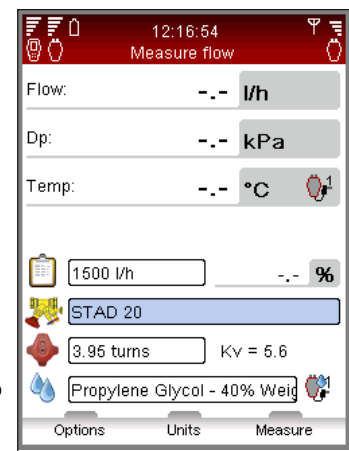 12:16:54
Measure flow
Flow: -.- l/h
Dp: -.- kPa
Temp: -.- °C 1
1500 l/h -.- %
STAD 20
3.95 turns Kv = 5.6
Propylene Glycol - 40% Weig
Options Units Measure